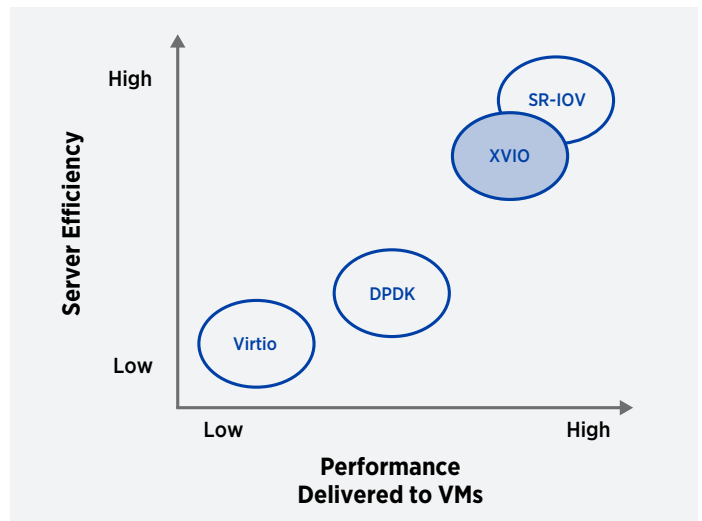 High
SR-IOV
XVIO
Server Efficiency
DPDK
Virtio
Low
Low
High
Performance
Delivered to VMs